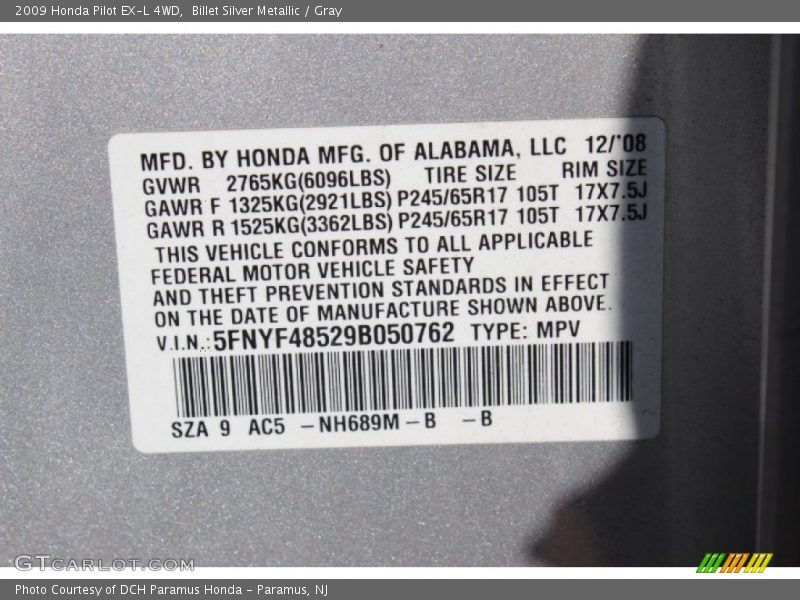 2009 Honda Pilot EX-L 4WD,  Billet Silver Metallic / Gray
MFD. BY HONDA MFG. OF ALABAMA, LLC 12/'08
GVWR 2765KG(6096LBS) TIRE SIZE RIM SIZE
GAWR F 1325KG(2921LBS) P245/65R17 105T 17X7.5J
GAWR R 1525KG(3362LBS) P245/65R17 105T 17X7.5J
THIS VEHICLE CONFORMS TO ALL APPLICABLE
FEDERAL MOTOR VEHICLE SAFETY
AND THEFT PREVENTION STANDARDS IN EFFECT
ON THE DATE OF MANUFACTURE SHOWN ABOVE.
V.I.N.:5FNYF48529B050762 TYPE: MPV
SZA 9 AC5 -NH689M-B -B
GTCARLOT.COM
Photo Courtesy of DCH Paramus Honda - Paramus, NJ